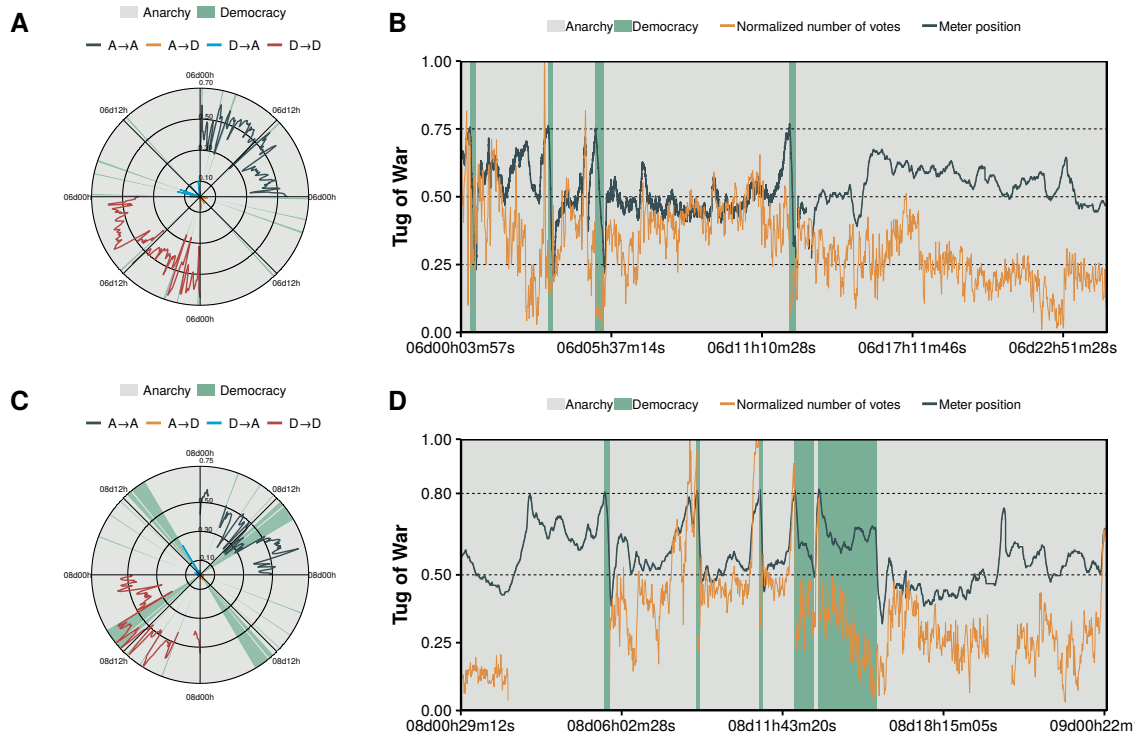 A
Anarchy Democracy
A→A A→D D→A D→D
06d00h
0.70
06d12h 06d12h
0.50
0.10
06d00h 06d00h
06d12h 06d12h
06d00h
B
Anarchy Democracy Normalized number of votes Meter position
Tug of War
1.00
0.75
0.50
0.25
0.00
06d00h03m57s 06d05h37m14s 06d11h10m28s 06d17h11m46s 06d22h51m28s
C
Anarchy Democracy
A→A A→D D→A D→D
08d00h
0.75
08d12h 08d12h
0.50
0.30
0.10
08d00h 08d00h
08d12h 08d12h
08d00h
D
Anarchy Democracy Normalized number of votes Meter position
Tug of War
1.00
0.80
0.50
0.25
0.00
08d00h29m12s 08d06h02m28s 08d11h43m20s 08d18h15m05s 09d00h22m1